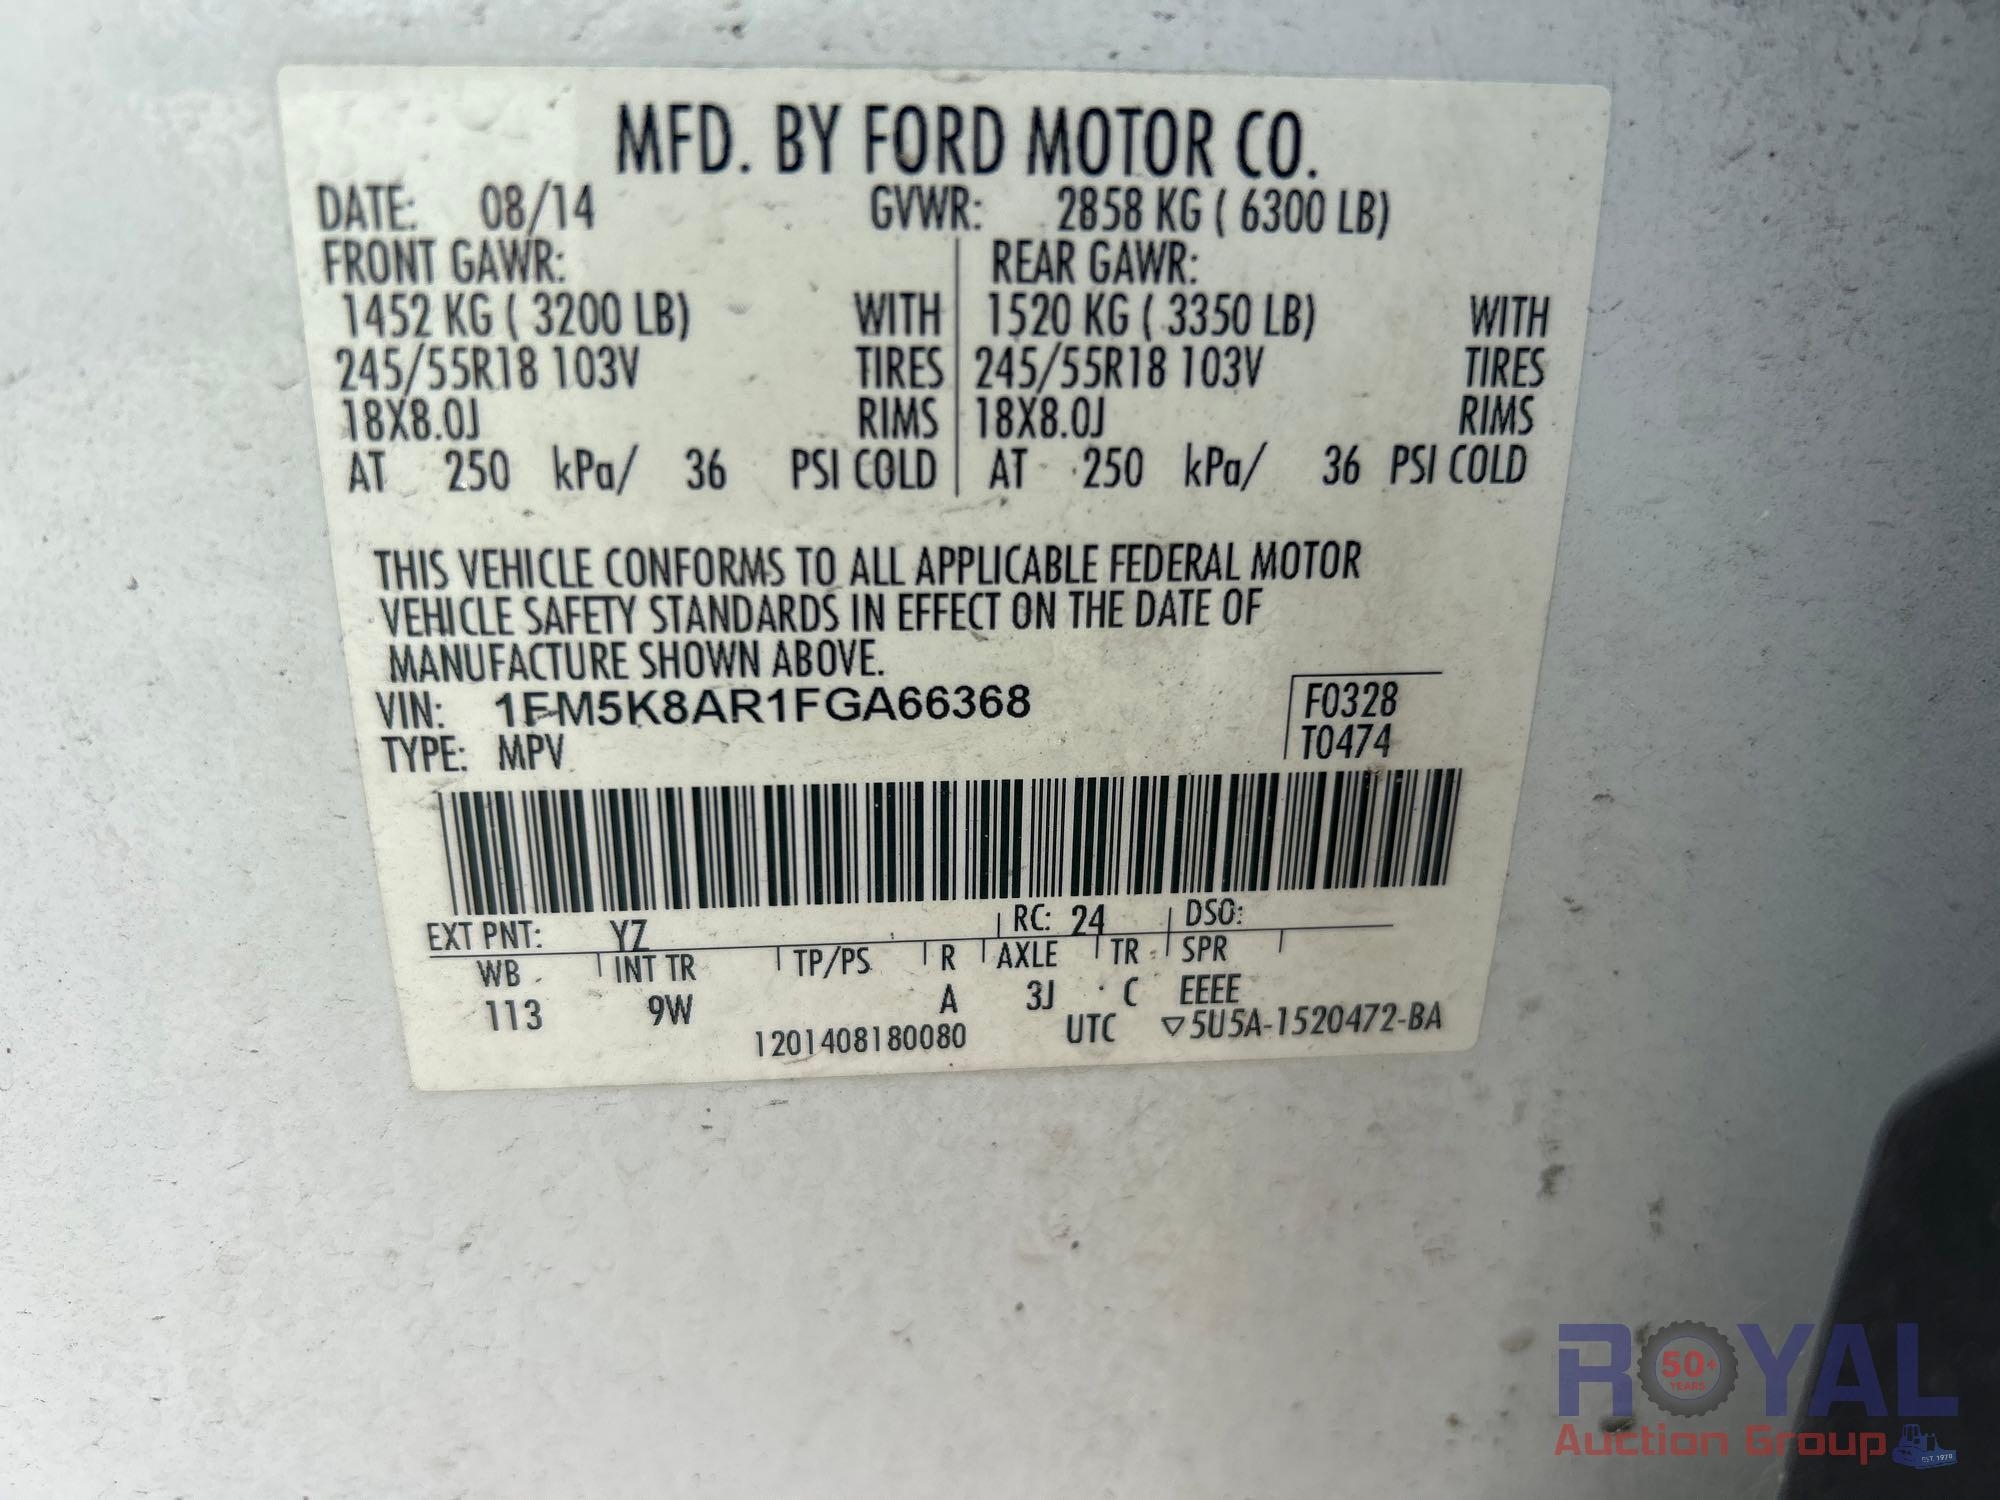 MFD. BY FORD MOTOR CO.
DATE: 08/14 GVWR: 2858 KG ( 6300 LB)
FRONT GAWR: REAR GAWR:
1452 KG ( 3200 LB) WITH 1520 KG ( 3350 LB) WITH
245/55R18 103V TIRES 245/55R18 103V TIRES
18X8.0J RIMS 18X8.0J RIMS
AT 250 kPa/ 36 PSI COLD AT 250 kPa/ 36 PSI COLD
THIS VEHICLE CONFORMS TO ALL APPLICABLE FEDERAL MOTOR
VEHICLE SAFETY STANDARDS IN EFFECT ON THE DATE OF
MANUFACTURE SHOWN ABOVE.
VIN: 1FM5K8AR1FGA66368 F0328
TYPE: MPV T0474
EXT PNT: YZ RC: 24 DSO:
WB INT TR TP/PS R AXLE TR SPR
113 9W A 3J C EEEE
1201408180080 UTC ▽5U5A-1520472-BA
ROYAL
50+
YEARS
Auction Group
EST. 1970